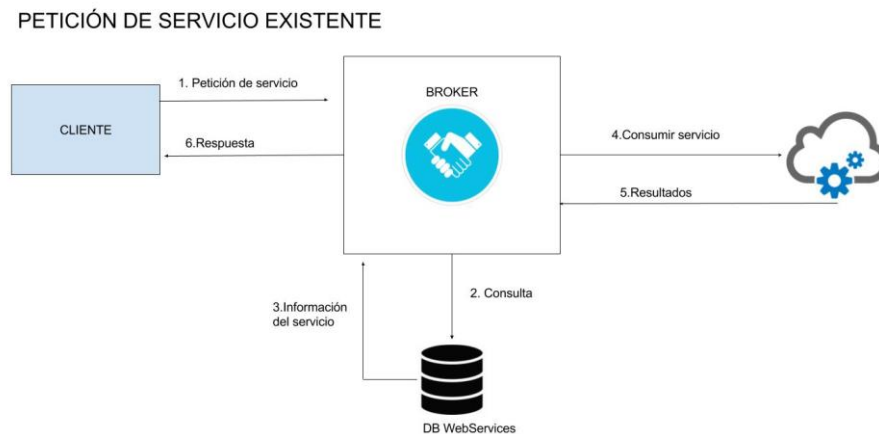 PETICIÓN DE SERVICIO EXISTENTE
1. Petición de servicio
BROKER
CLIENTE
6.Respuesta
4.Consumir servicio
5.Resultados
2. Consulta
3.Información
del servicio
DB WebServices